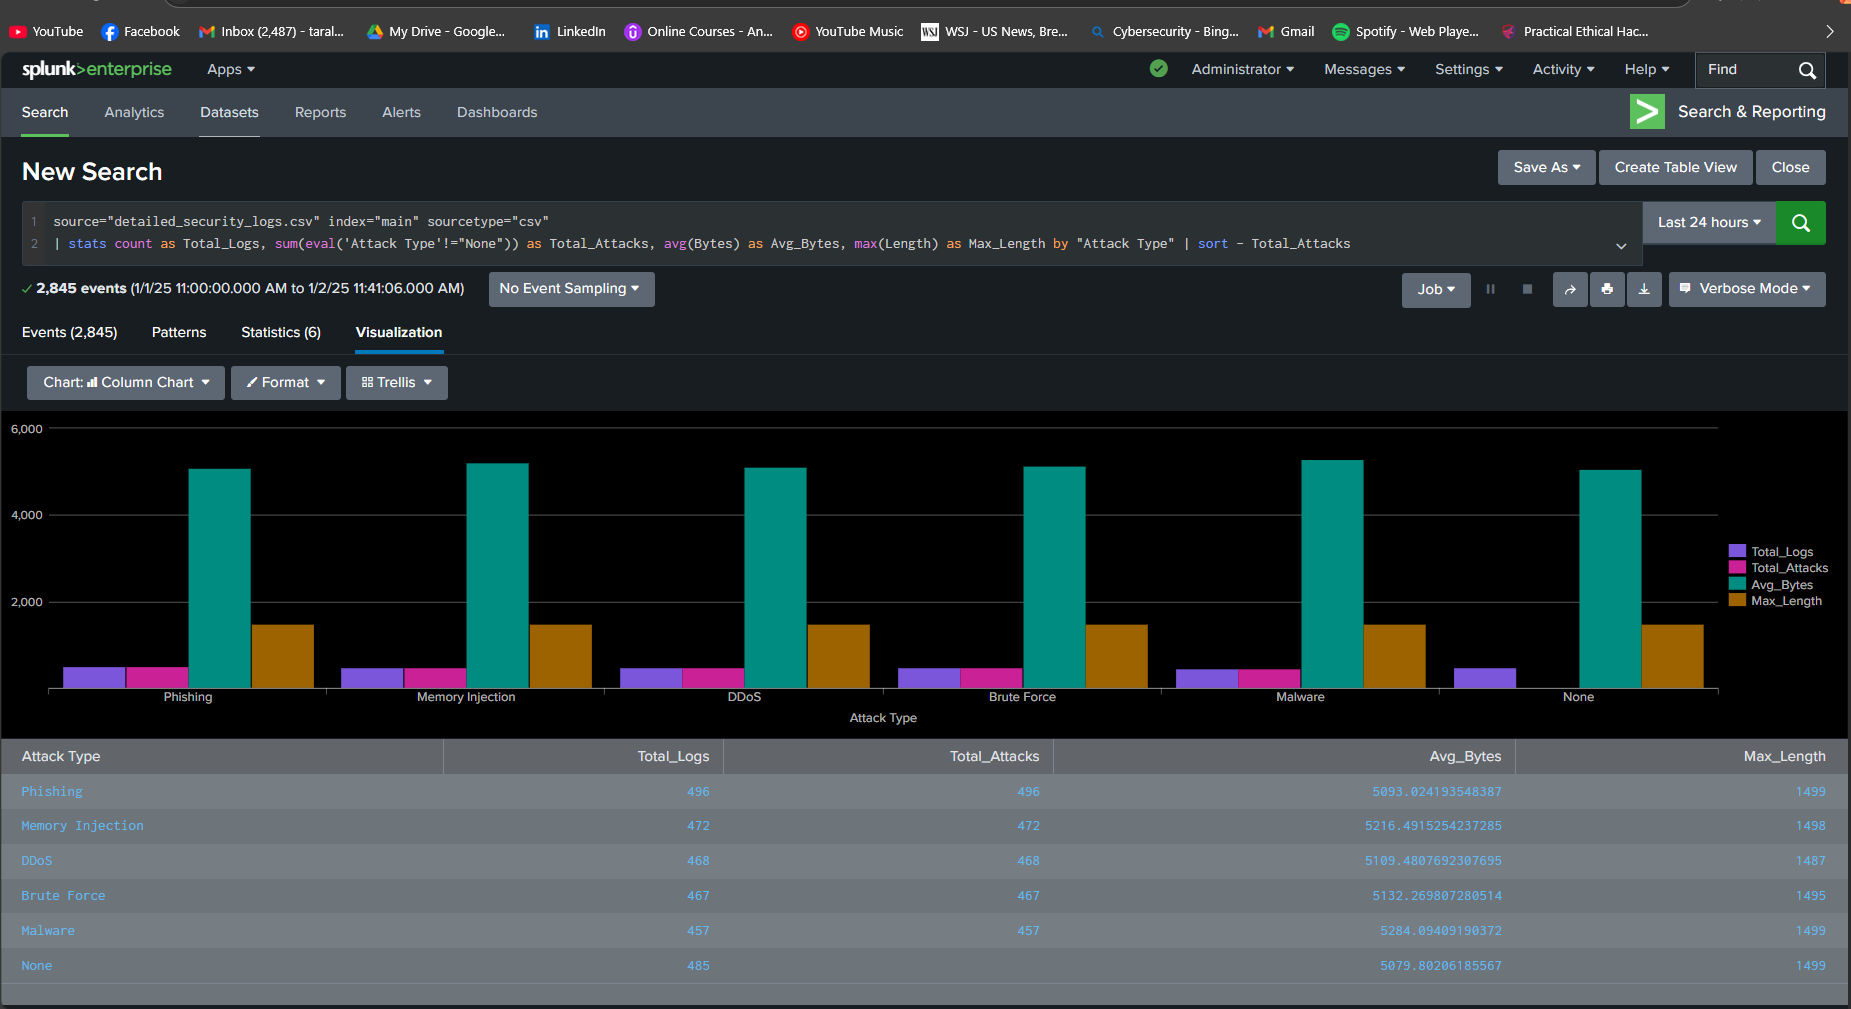 YouTube Facebook Inbox (2,487) - taral... My Drive - Google... LinkedIn Online Courses - An... YouTube Music WSJ WSJ - US News, Bre... Cybersecurity - Bing... Gmail Spotify - Web Playe... Practical Ethical Hac...
splunk>enterprise Apps Administrator Messages Settings Activity Help Find
Search Analytics Datasets Reports Alerts Dashboards Search & Reporting
New Search Save As Create Table View Close
1 source="detailed_security_logs.csv" index="main" sourcetype="csv" Last 24 hours
2 | stats count as Total_Logs, sum(eval('Attack Type'!="None")) as Total_Attacks, avg(Bytes) as Avg_Bytes, max(Length) as Max_Length by "Attack Type" | sort - Total_Attacks
2,845 events (1/1/25 11:00:00.000 AM to 1/2/25 11:41:06.000 AM) No Event Sampling Job Verbose Mode
Events (2,845) Patterns Statistics (6) Visualization
Chart: Column Chart Format Trellis
6,000
4,000
2,000
Total_Logs
Total_Attacks
Avg_Bytes
Max_Length
Phishing Memory Injection DDoS Brute Force Malware None
Attack Type
Attack Type Total_Logs Total_Attacks Avg_Bytes Max_Length
Phishing 496 496 5093.024193548387 1499
Memory Injection 472 472 5216.4915254237285 1498
DDoS 468 468 5109.4807692307695 1487
Brute Force 467 467 5132.269807280514 1495
Malware 457 457 5284.09409190372 1499
None 485 5079.80206185567 1499